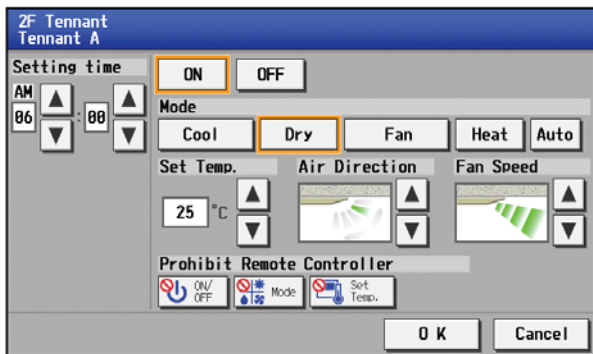 2F Tennant
Tennant A
Setting time
ON OFF
AM
06 : 00
Mode
Cool Dry Fan Heat Auto
Set Temp. Air Direction Fan Speed
25 °C
Prohibit Remote Controller
ON/OFF Mode Set Temp.
OK Cancel